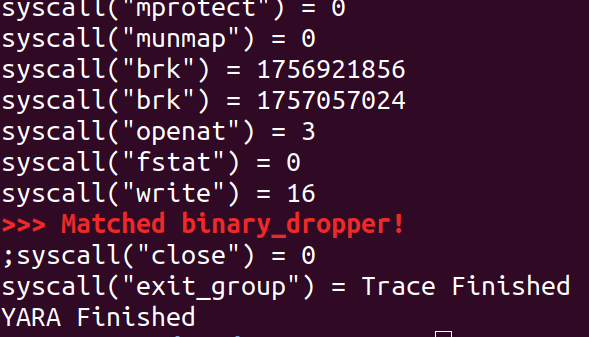 syscall("mprotect") = 0
syscall("munmap") = 0
syscall("brk") = 1756921856
syscall("brk") = 1757057024
syscall("openat") = 3
syscall("fstat") = 0
syscall("write") = 16
>>> Matched binary_dropper!
;syscall("close") = 0
syscall("exit_group") = Trace Finished
YARA Finished